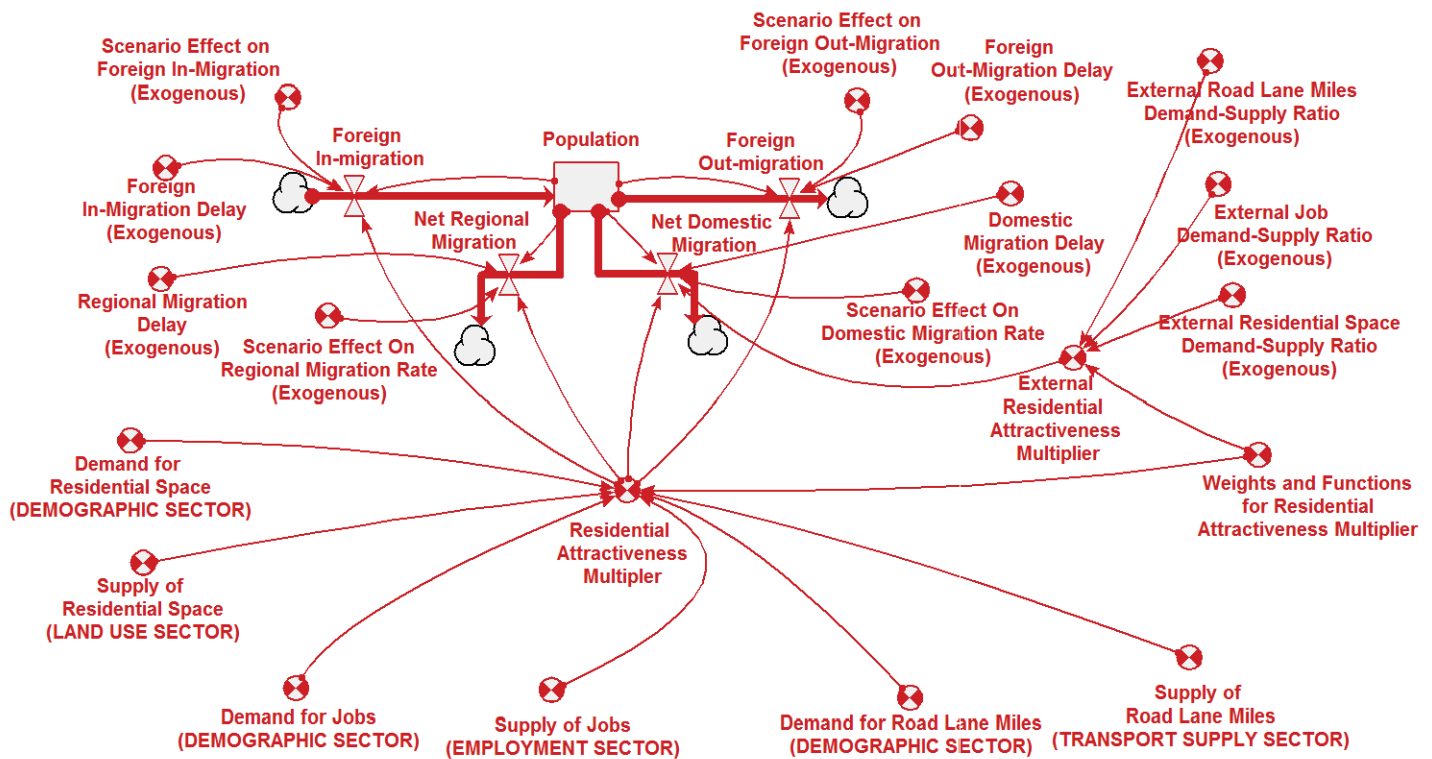 Scenario Effect on
Foreign In-Migration
(Exogenous)
Scenario Effect on
Foreign Out-Migration
(Exogenous)
Foreign
Out-Migration Delay
(Exogenous)
External Road Lane Miles
Demand-Supply Ratio
(Exogenous)
Foreign
In-migration
Population
Foreign
Out-migration
Foreign
In-Migration Delay
(Exogenous)
Net Regional
Migration
Net Domestic
Migration
Domestic
Migration Delay
(Exogenous)
External Job
Demand-Supply Ratio
(Exogenous)
Regional Migration
Delay
(Exogenous)
Scenario Effect On
Regional Migration Rate
(Exogenous)
Scenario Effect On
Domestic Migration Rate
(Exogenous)
External Residential Space
Demand-Supply Ratio
(Exogenous)
External
Residential
Attractiveness
Multiplier
Demand for
Residential Space
(DEMOGRAPHIC SECTOR)
Weights and Functions
for Residential
Attractiveness Multiplier
Residential
Attractiveness
Multipler
Supply of
Residential Space
(LAND USE SECTOR)
Demand for Jobs
(DEMOGRAPHIC SECTOR)
Supply of Jobs
(EMPLOYMENT SECTOR)
Demand for Road Lane Miles
(DEMOGRAPHIC SECTOR)
Supply of
Road Lane Miles
(TRANSPORT SUPPLY SECTOR)